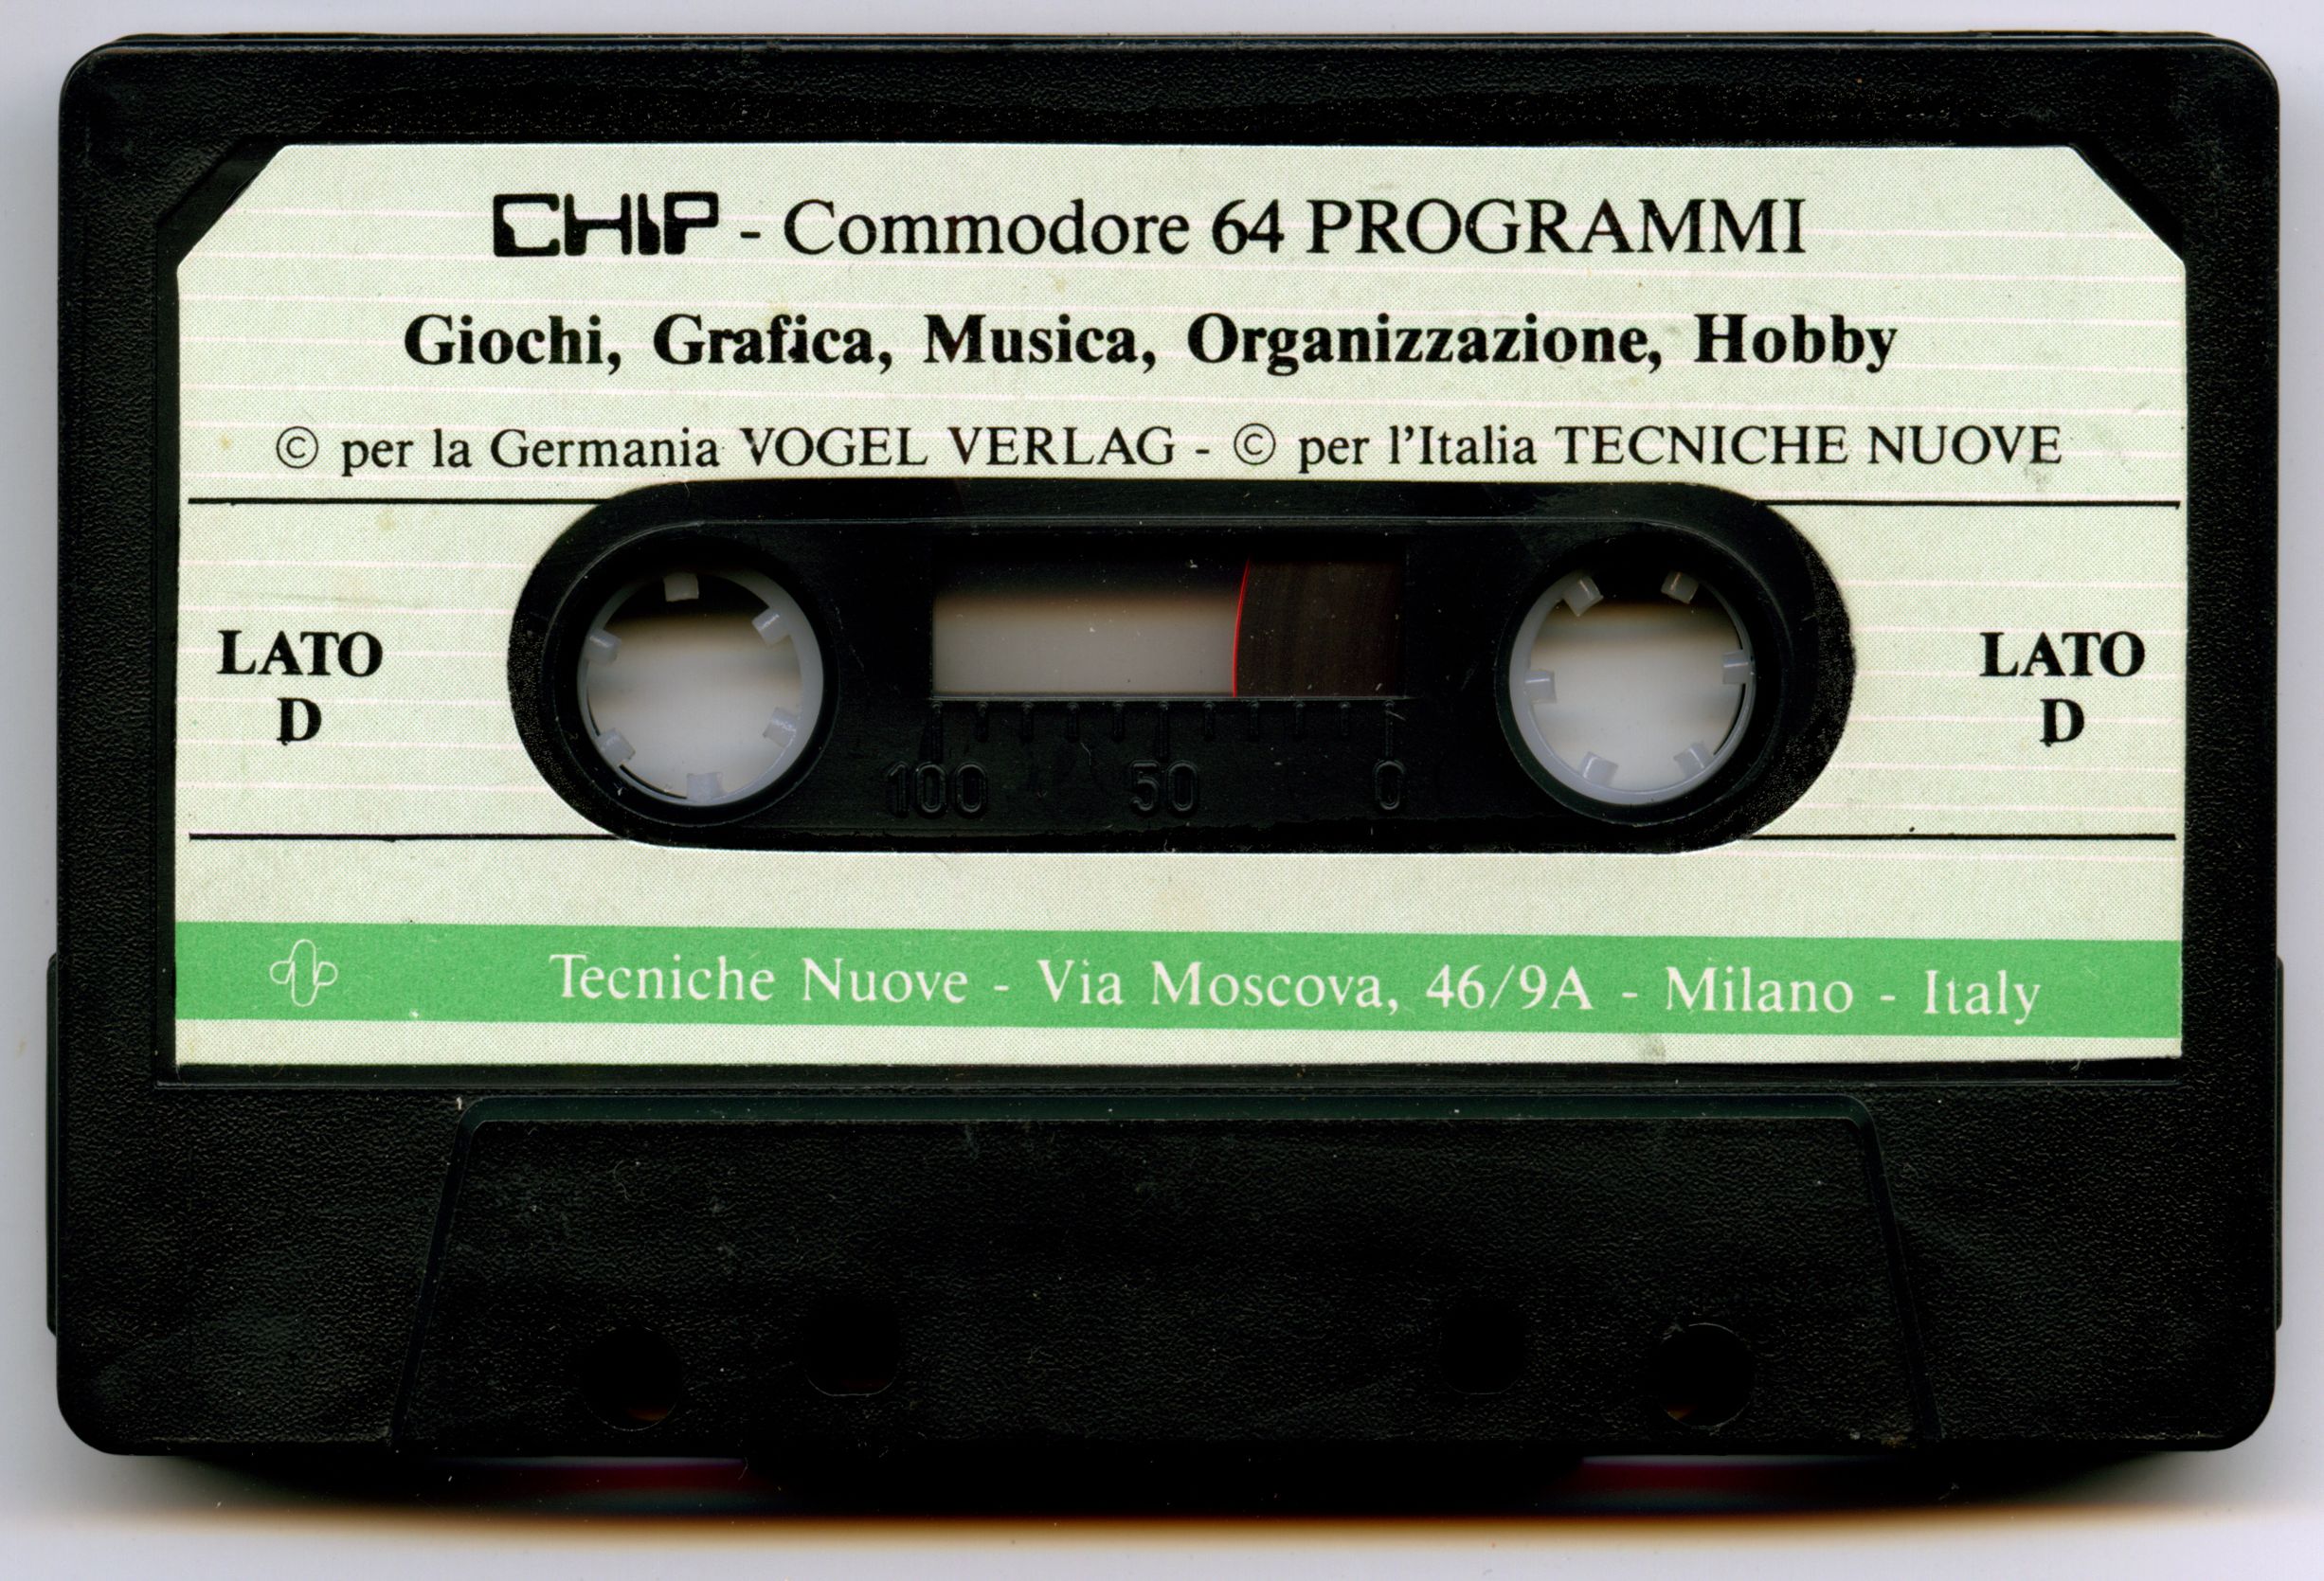 CHIP - Commodore 64 PROGRAMMI
Giochi, Grafica, Musica, Organizzazione, Hobby
© per la Germania VOGEL VERLAG - © per l'Italia TECNICHE NUOVE
LATO
D
100 50 0
LATO
D
Tecniche Nuove - Via Moscova, 46/9A - Milano - Italy